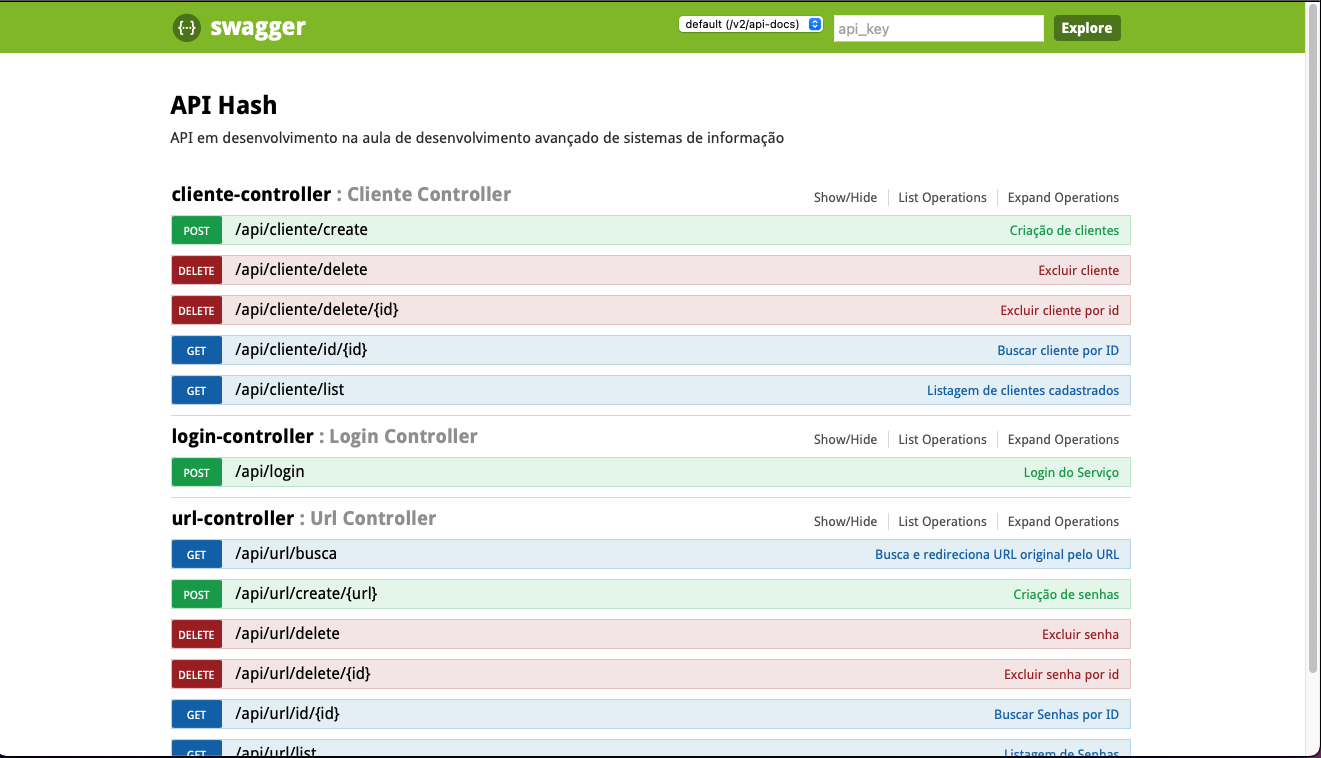 {··} swagger default (/v2/api-docs) api_key Explore
API Hash
API em desenvolvimento na aula de desenvolvimento avançado de sistemas de informação
cliente-controller : Cliente Controller Show/Hide List Operations Expand Operations
POST /api/cliente/create Criação de clientes
DELETE /api/cliente/delete Excluir cliente
DELETE /api/cliente/delete/{id} Excluir cliente por id
GET /api/cliente/id/{id} Buscar cliente por ID
GET /api/cliente/list Listagem de clientes cadastrados
login-controller : Login Controller Show/Hide List Operations Expand Operations
POST /api/login Login do Serviço
url-controller : Url Controller Show/Hide List Operations Expand Operations
GET /api/url/busca Busca e redireciona URL original pelo URL
POST /api/url/create/{url} Criação de senhas
DELETE /api/url/delete Excluir senha
DELETE /api/url/delete/{id} Excluir senha por id
GET /api/url/id/{id} Buscar Senhas por ID
GET /api/url/list Listagem de Senhas